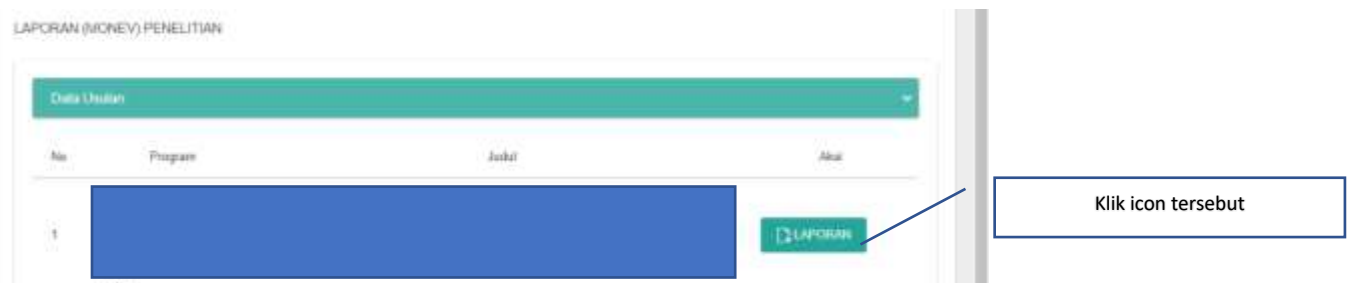 LAPORAN (MONEV) PENELITIAN
Data Usulan
No Program Judul Aksi
1 LAPORAN
Klik icon tersebut